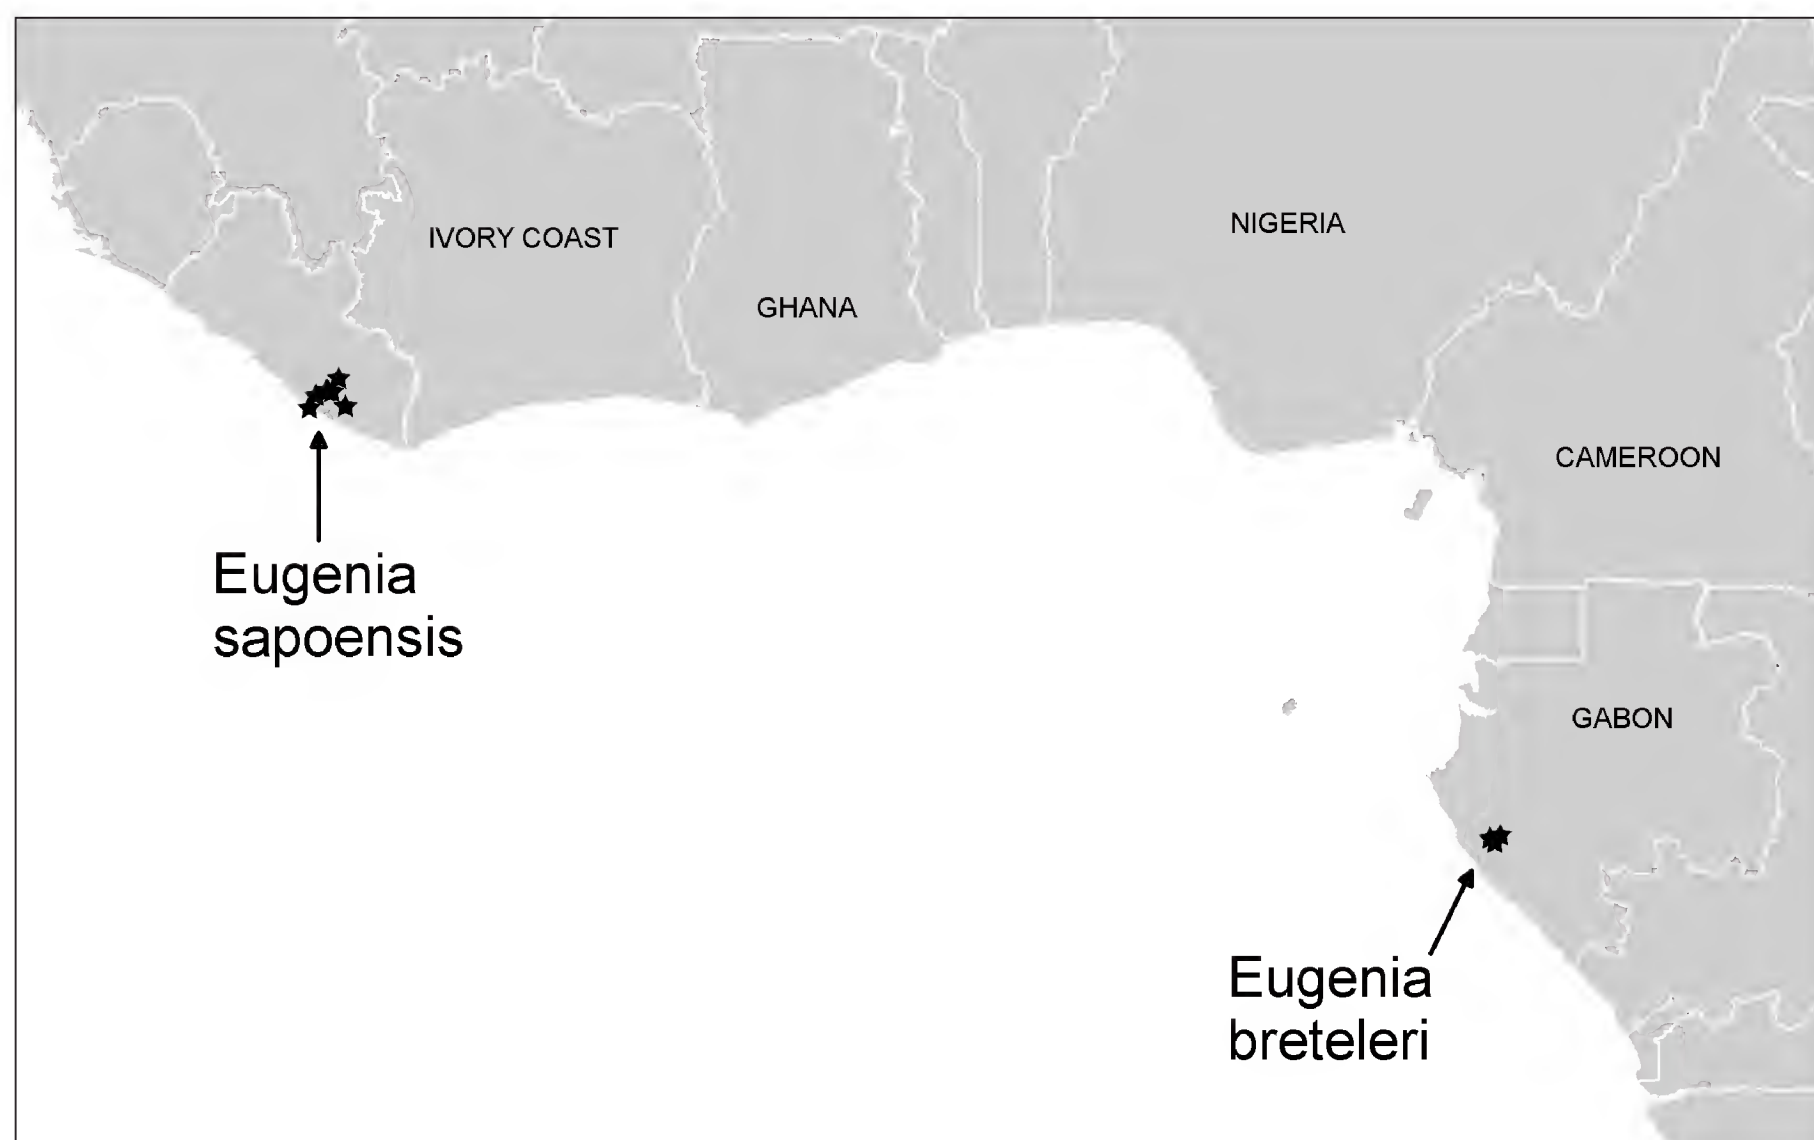 NIGERIA
IVORY COAST
GHANA
CAMEROON
Eugenia
sapoensis
GABON
Eugenia
breteleri